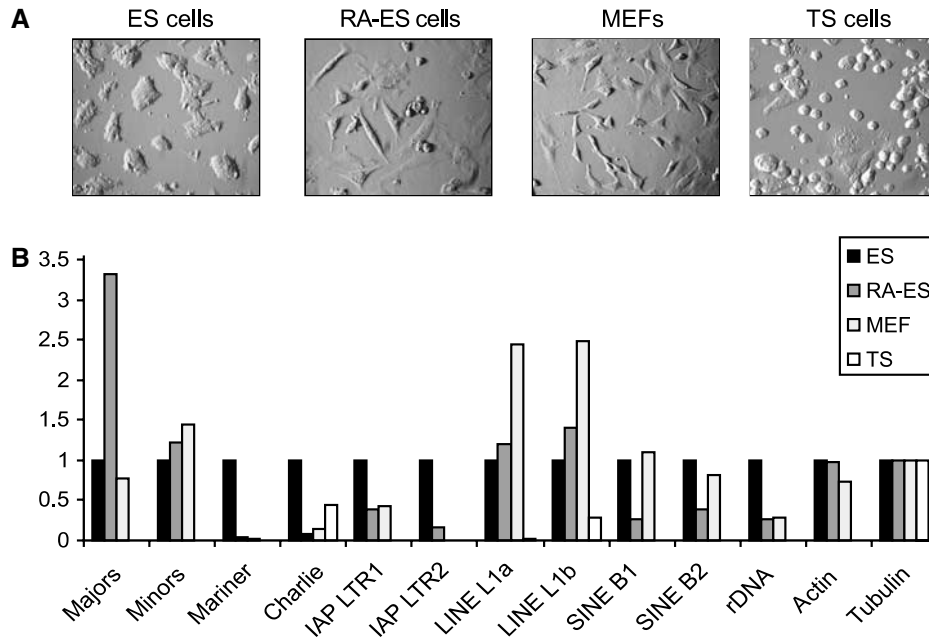 A
ES cells
RA-ES cells
MEFs
TS cells
B
3.5
3
2.5
2
1.5
1
0.5
0
ES
RA-ES
MEF
TS
Majors
Minors
Mariner
Charlie
IAP LTR1
IAP LTR2
LINE L1a
LINE L1b
SINE B1
SINE B2
rDNA
Actin
Tubulin